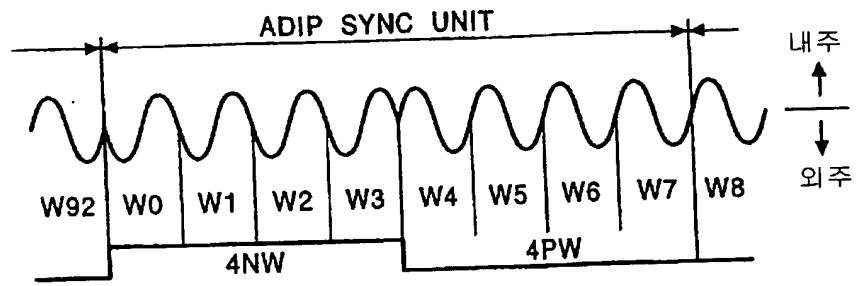 ADIP SYNC UNIT
내주
외주
W92 W0 W1 W2 W3 W4 W5 W6 W7 W8
4NW 4PW